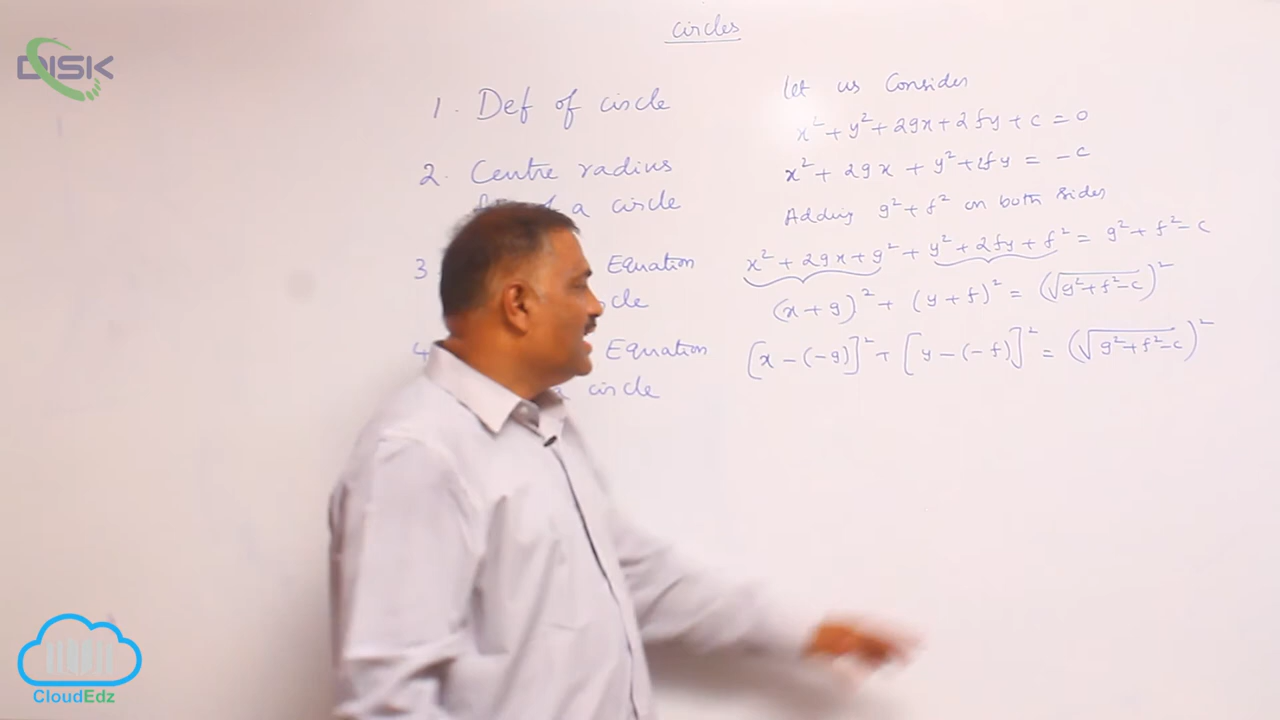 DISK
circles
1. Def of circle
2. Centre radius
a circle
3. Equation
4. Equation
a circle
Let us Consider
x² + y² + 2gx + 2fy + c = 0
x² + 2gx + y² + 2fy = -c
Adding g² + f² on both sides
x² + 2gx + g² + y² + 2fy + f² = g² + f² - c
(x + g)² + (y + f)² = (√g² + f² - c)²
[x - (-g)]² + [y - (-f)]² = (√g² + f² - c)²
CloudEdz